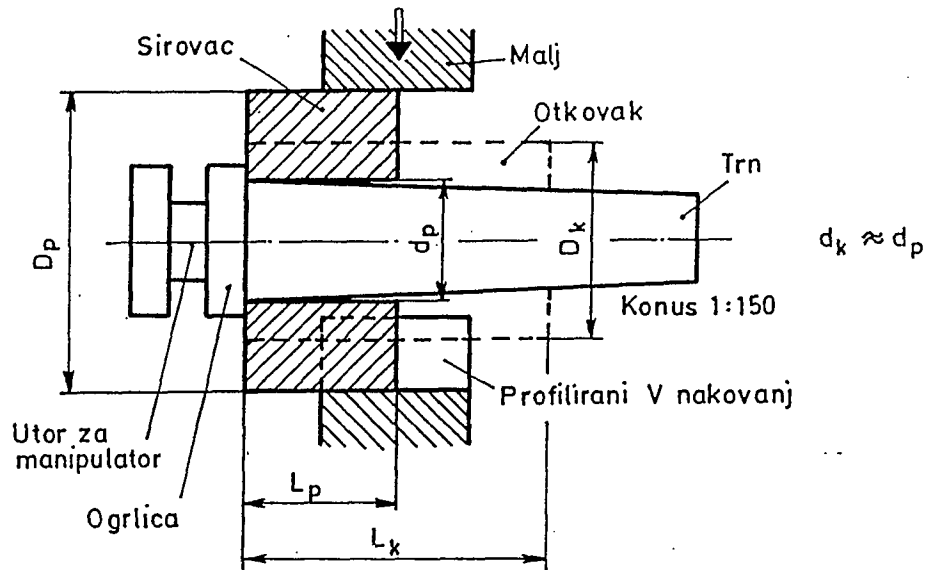 Sirovac
Malj
Otkovak
Trn
D_p
d_p
D_k
d_k ≈ d_p
Konus 1:150
Profilirani V nakovanj
Utor za
manipulator
L_p
Ogrlica
L_k